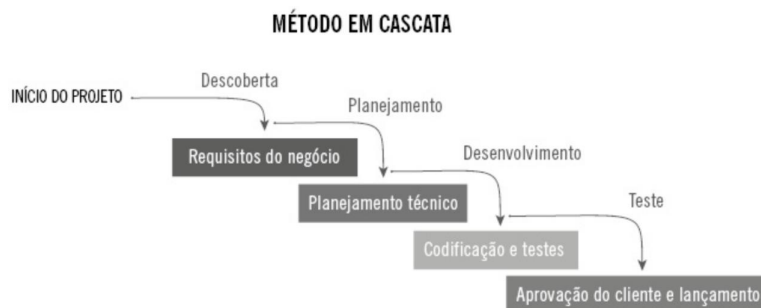 MÉTODO EM CASCATA
Descoberta
INÍCIO DO PROJETO
Planejamento
Requisitos do negócio
Desenvolvimento
Planejamento técnico
Teste
Codificação e testes
Aprovação do cliente e lançamento